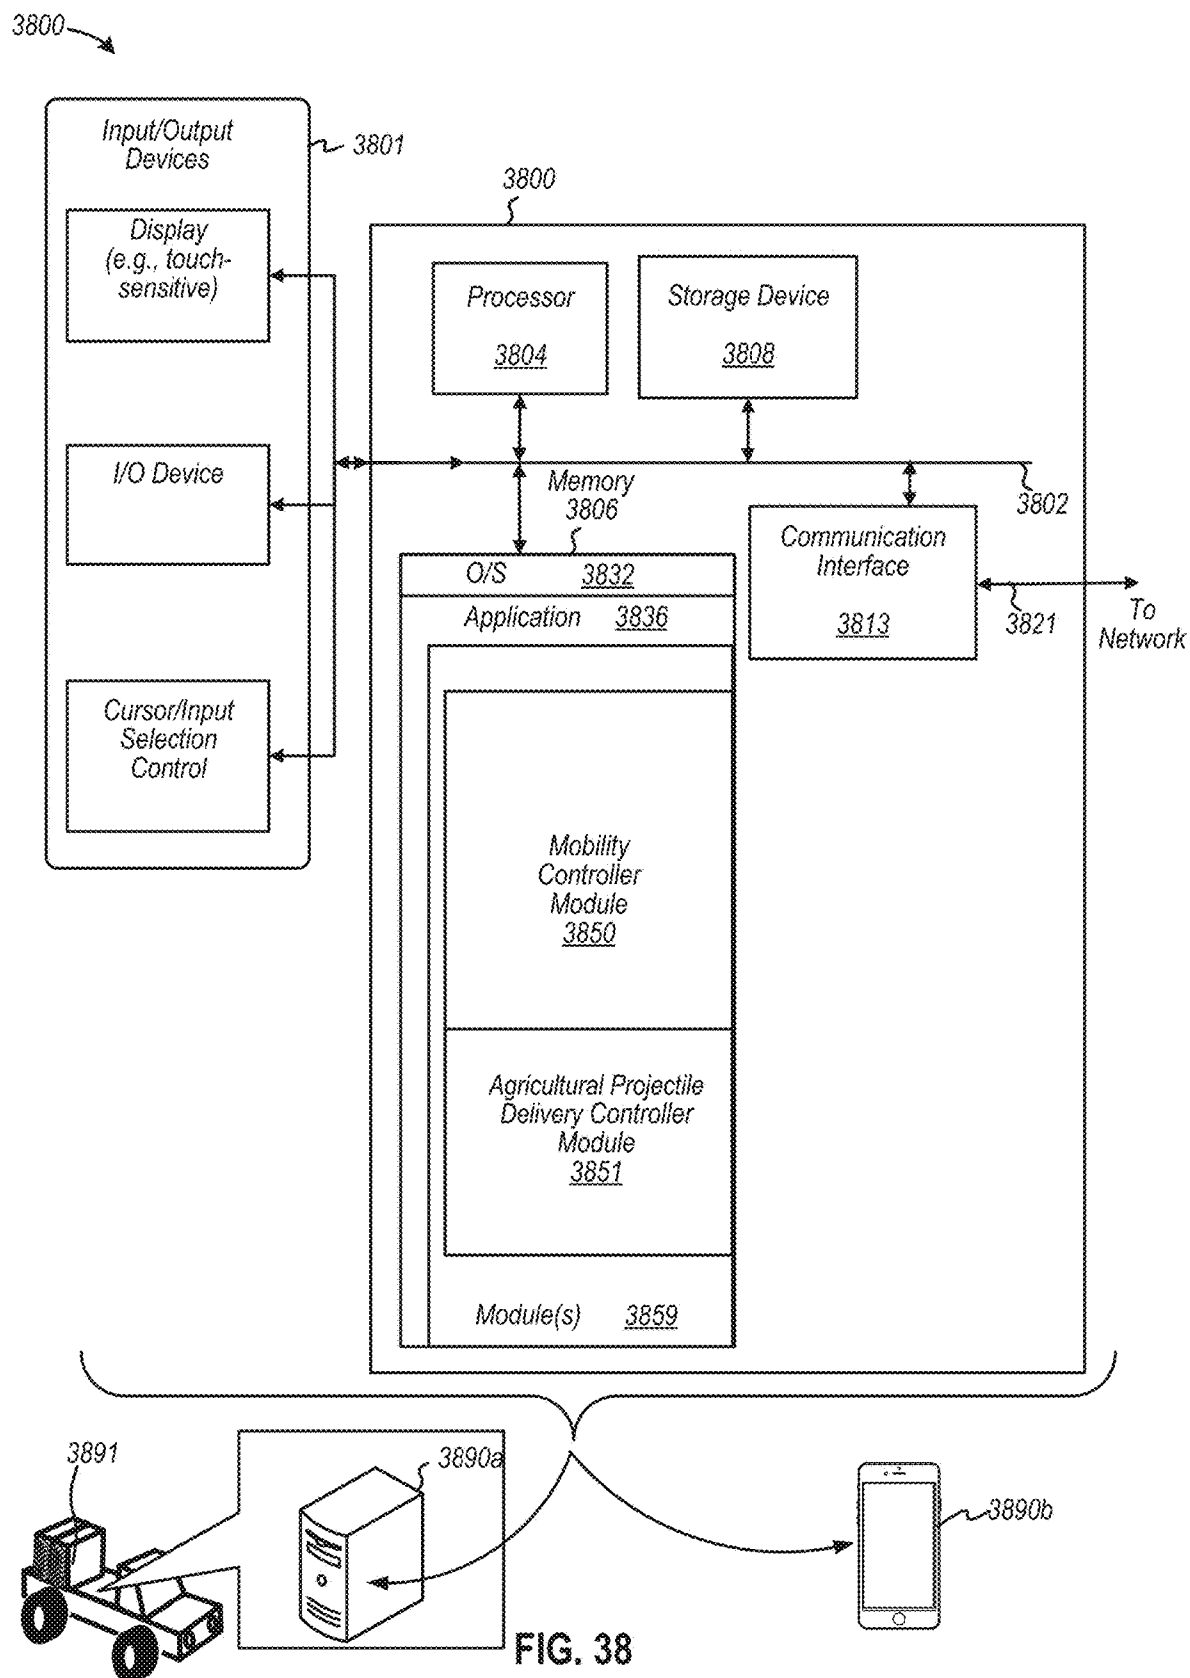 3800
Input/Output
Devices
3801
Display
(e.g., touch-
sensitive)
I/O Device
Cursor/Input
Selection
Control
3800
Processor
3804
Storage Device
3808
3802
Memory
3806
O/S 3832
Application 3836
Communication
Interface
3813
3821
To
Network
Mobility
Controller
Module
3850
Agricultural Projectile
Delivery Controller
Module
3851
Module(s) 3859
3891
3890a
3890b
FIG. 38